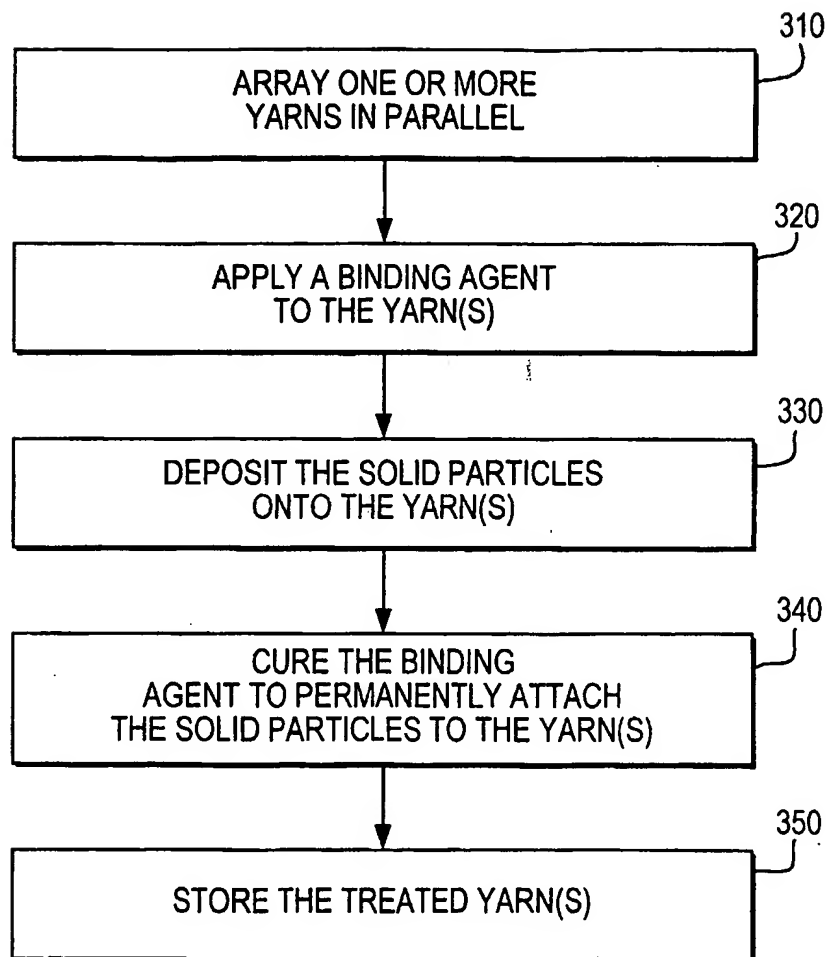 310
ARRAY ONE OR MORE
YARNS IN PARALLEL
320
APPLY A BINDING AGENT
TO THE YARN(S)
330
DEPOSIT THE SOLID PARTICLES
ONTO THE YARN(S)
340
CURE THE BINDING
AGENT TO PERMANENTLY ATTACH
THE SOLID PARTICLES TO THE YARN(S)
350
STORE THE TREATED YARN(S)